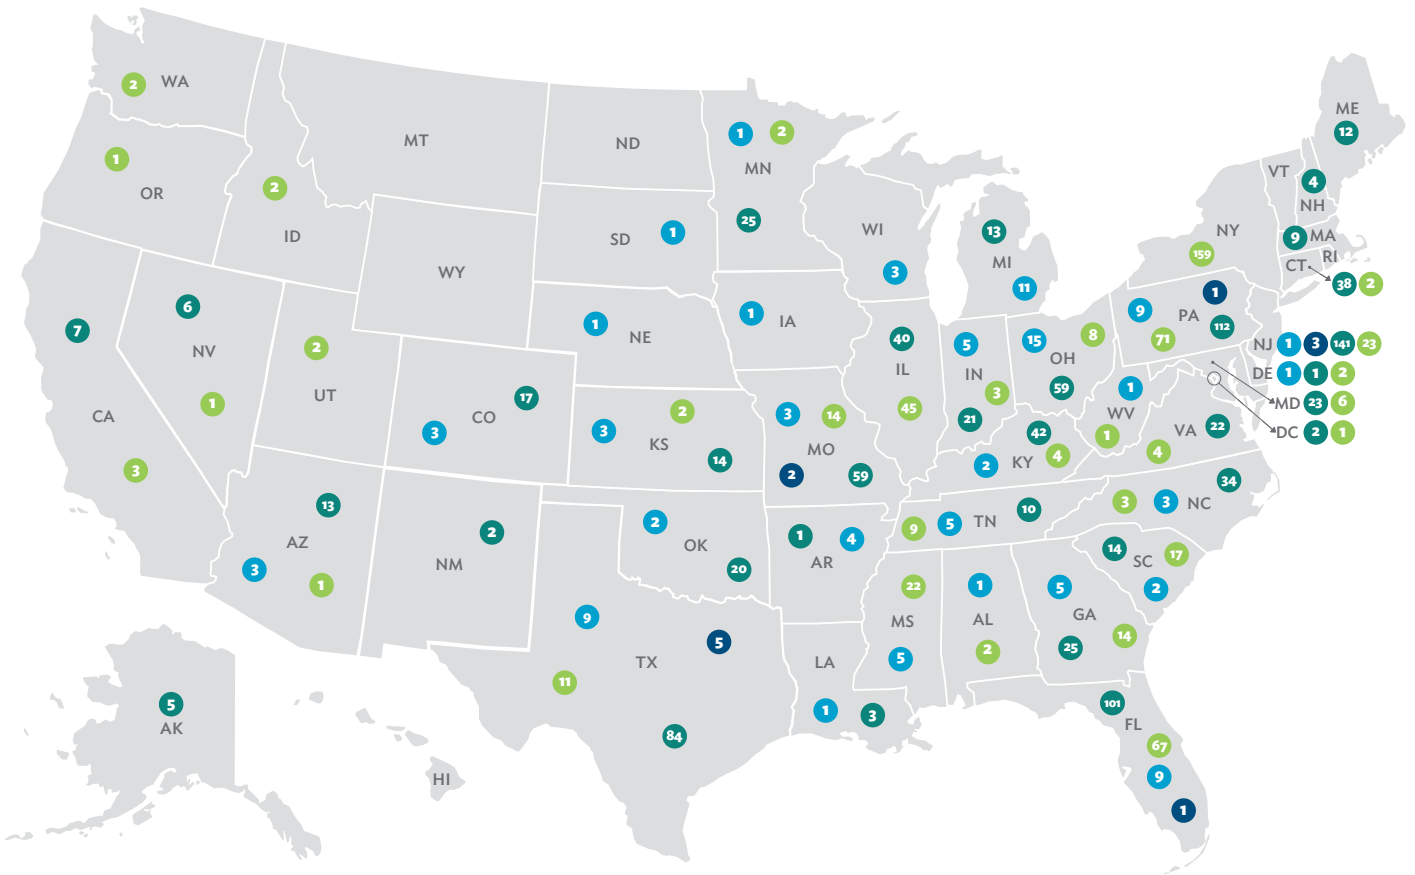 WA
2
1
OR
2
ID
MT
ND
1
2
MN
25
SD
1
WY
WI
3
13
MI
11
ME
12
VT
4
NH
9
MA
RI
CT
38
2
NY
159
6
NV
1
7
CA
3
2
UT
17
CO
3
1
NE
1
IA
40
IL
45
5
IN
3
21
15
8
OH
59
9
1
PA
71
112
NJ
1
3
141
23
DE
1
1
2
MD
23
6
DC
2
1
1
WV
1
22
VA
4
2
3
KS
14
3
14
MO
2
59
42
2
KY
4
34
3
3
NC
13
AZ
3
1
2
NM
2
OK
20
1
4
AR
9
5
TN
10
14
17
SC
2
9
5
TX
11
84
22
MS
5
1
AL
2
5
GA
14
25
LA
1
3
101
FL
67
9
1
5
AK
HI